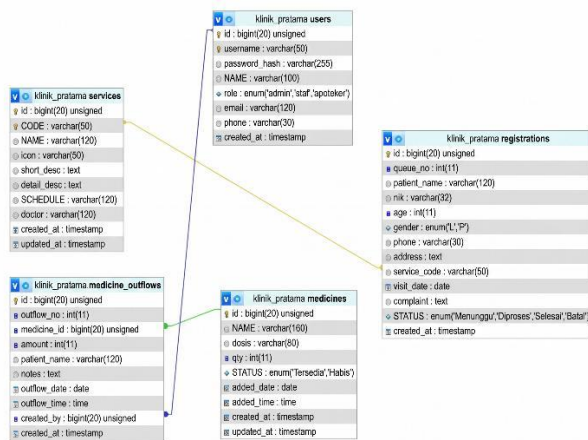 klinik_pratama users
id : bigint(20) unsigned
username : varchar(50)
password_hash : varchar(255)
NAME : varchar(100)
role : enum('admin','staf','apoteker')
email : varchar(120)
phone : varchar(30)
created_at : timestamp
klinik_pratama services
id : bigint(20) unsigned
CODE : varchar(50)
NAME : varchar(120)
icon : varchar(50)
short_desc : text
detail_desc : text
SCHEDULE : varchar(120)
doctor : varchar(120)
created_at : timestamp
updated_at : timestamp
klinik_pratama registrations
id : bigint(20) unsigned
queue_no : int(11)
patient_name : varchar(120)
nik : varchar(32)
age : int(11)
gender : enum('L','P')
phone : varchar(30)
address : text
service_code : varchar(50)
visit_date : date
complaint : text
STATUS : enum('Menunggu','Diproses','Selesai','Batal')
created_at : timestamp
klinik_pratama medicine_outflows
id : bigint(20) unsigned
outflow_no : int(11)
medicine_id : bigint(20) unsigned
amount : int(11)
patient_name : varchar(120)
notes : text
outflow_date : date
outflow_time : time
created_by : bigint(20) unsigned
created_at : timestamp
klinik_pratama medicines
id : bigint(20) unsigned
NAME : varchar(160)
dosis : varchar(80)
qty : int(11)
STATUS : enum('Tersedia','Habis')
added_date : date
added_time : time
created_at : timestamp
updated_at : timestamp